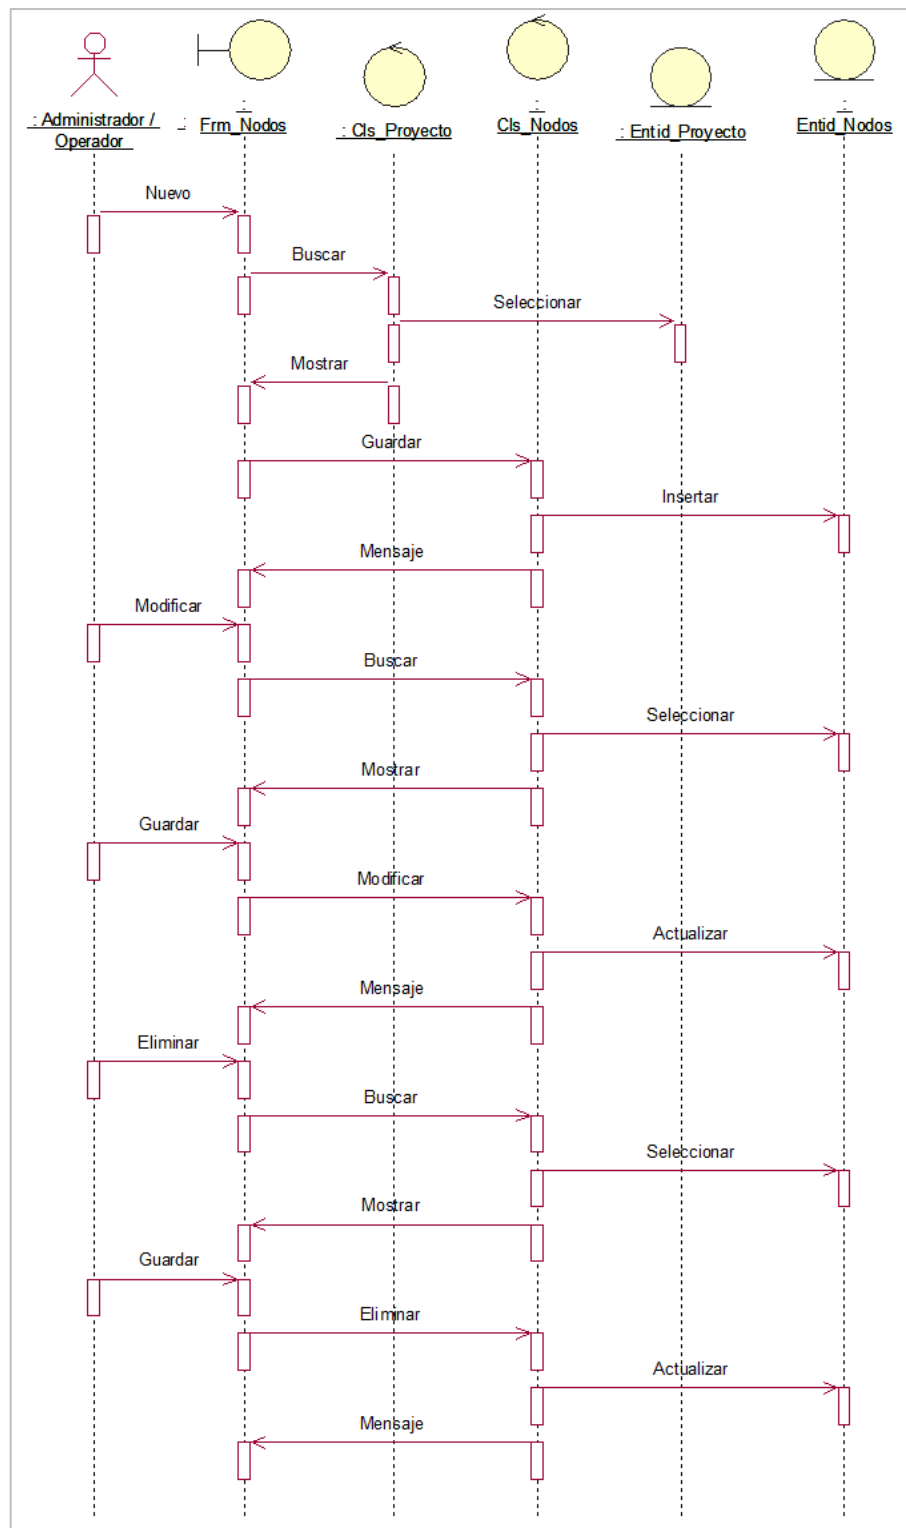 : Administrador /
Operador
:
Frm_Nodos
: Cls_Proyecto
:
Cls_Nodos
: Entid_Proyecto
:
Entid_Nodos
Nuevo
Buscar
Seleccionar
Mostrar
Guardar
Insertar
Mensaje
Modificar
Buscar
Seleccionar
Mostrar
Guardar
Modificar
Actualizar
Mensaje
Eliminar
Buscar
Seleccionar
Mostrar
Guardar
Elimnar
Actualizar
Mensaje